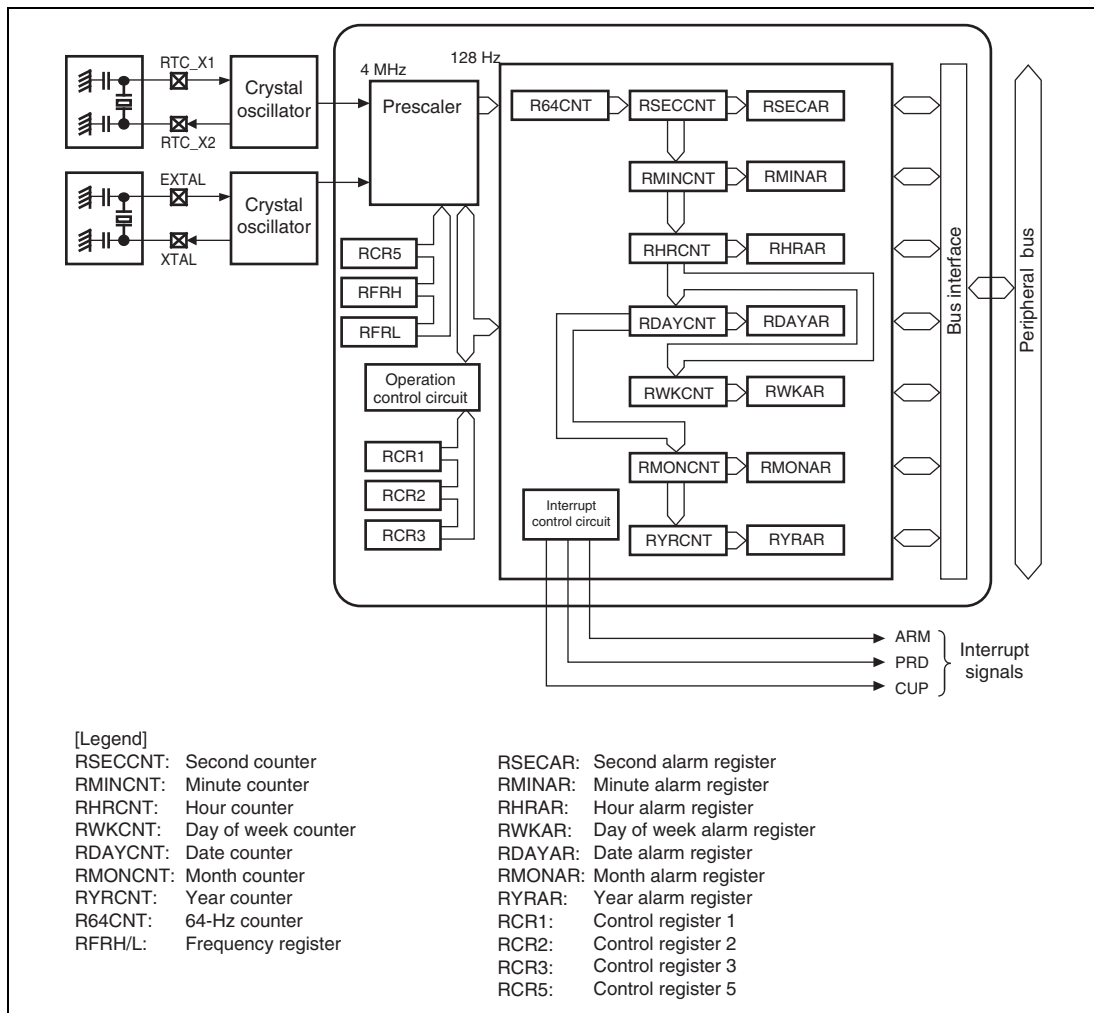 RTC_X1
RTC_X2
Crystal
oscillator
EXTAL
XTAL
Crystal
oscillator
4 MHz
128 Hz
Prescaler
RCR5
RFRH
RFRL
Operation
control circuit
RCR1
RCR2
RCR3
R64CNT
RSECCNT
RSECAR
RMINCNT
RMINAR
RHRCNT
RHRAR
RDAYCNT
RDAYAR
RWKCNT
RWKAR
RMONCNT
RMONAR
RYRCNT
RYRAR
Interrupt
control circuit
Bus interface
Peripheral bus
ARM
PRD
CUP
Interrupt
signals
[Legend]
RSECCNT: Second counter
RMINCNT: Minute counter
RHRCNT: Hour counter
RWKCNT: Day of week counter
RDAYCNT: Date counter
RMONCNT: Month counter
RYRCNT: Year counter
R64CNT: 64-Hz counter
RFRH/L: Frequency register
RSECAR: Second alarm register
RMINAR: Minute alarm register
RHRAR: Hour alarm register
RWKAR: Day of week alarm register
RDAYAR: Date alarm register
RMONAR: Month alarm register
RYRAR: Year alarm register
RCR1: Control register 1
RCR2: Control register 2
RCR3: Control register 3
RCR5: Control register 5